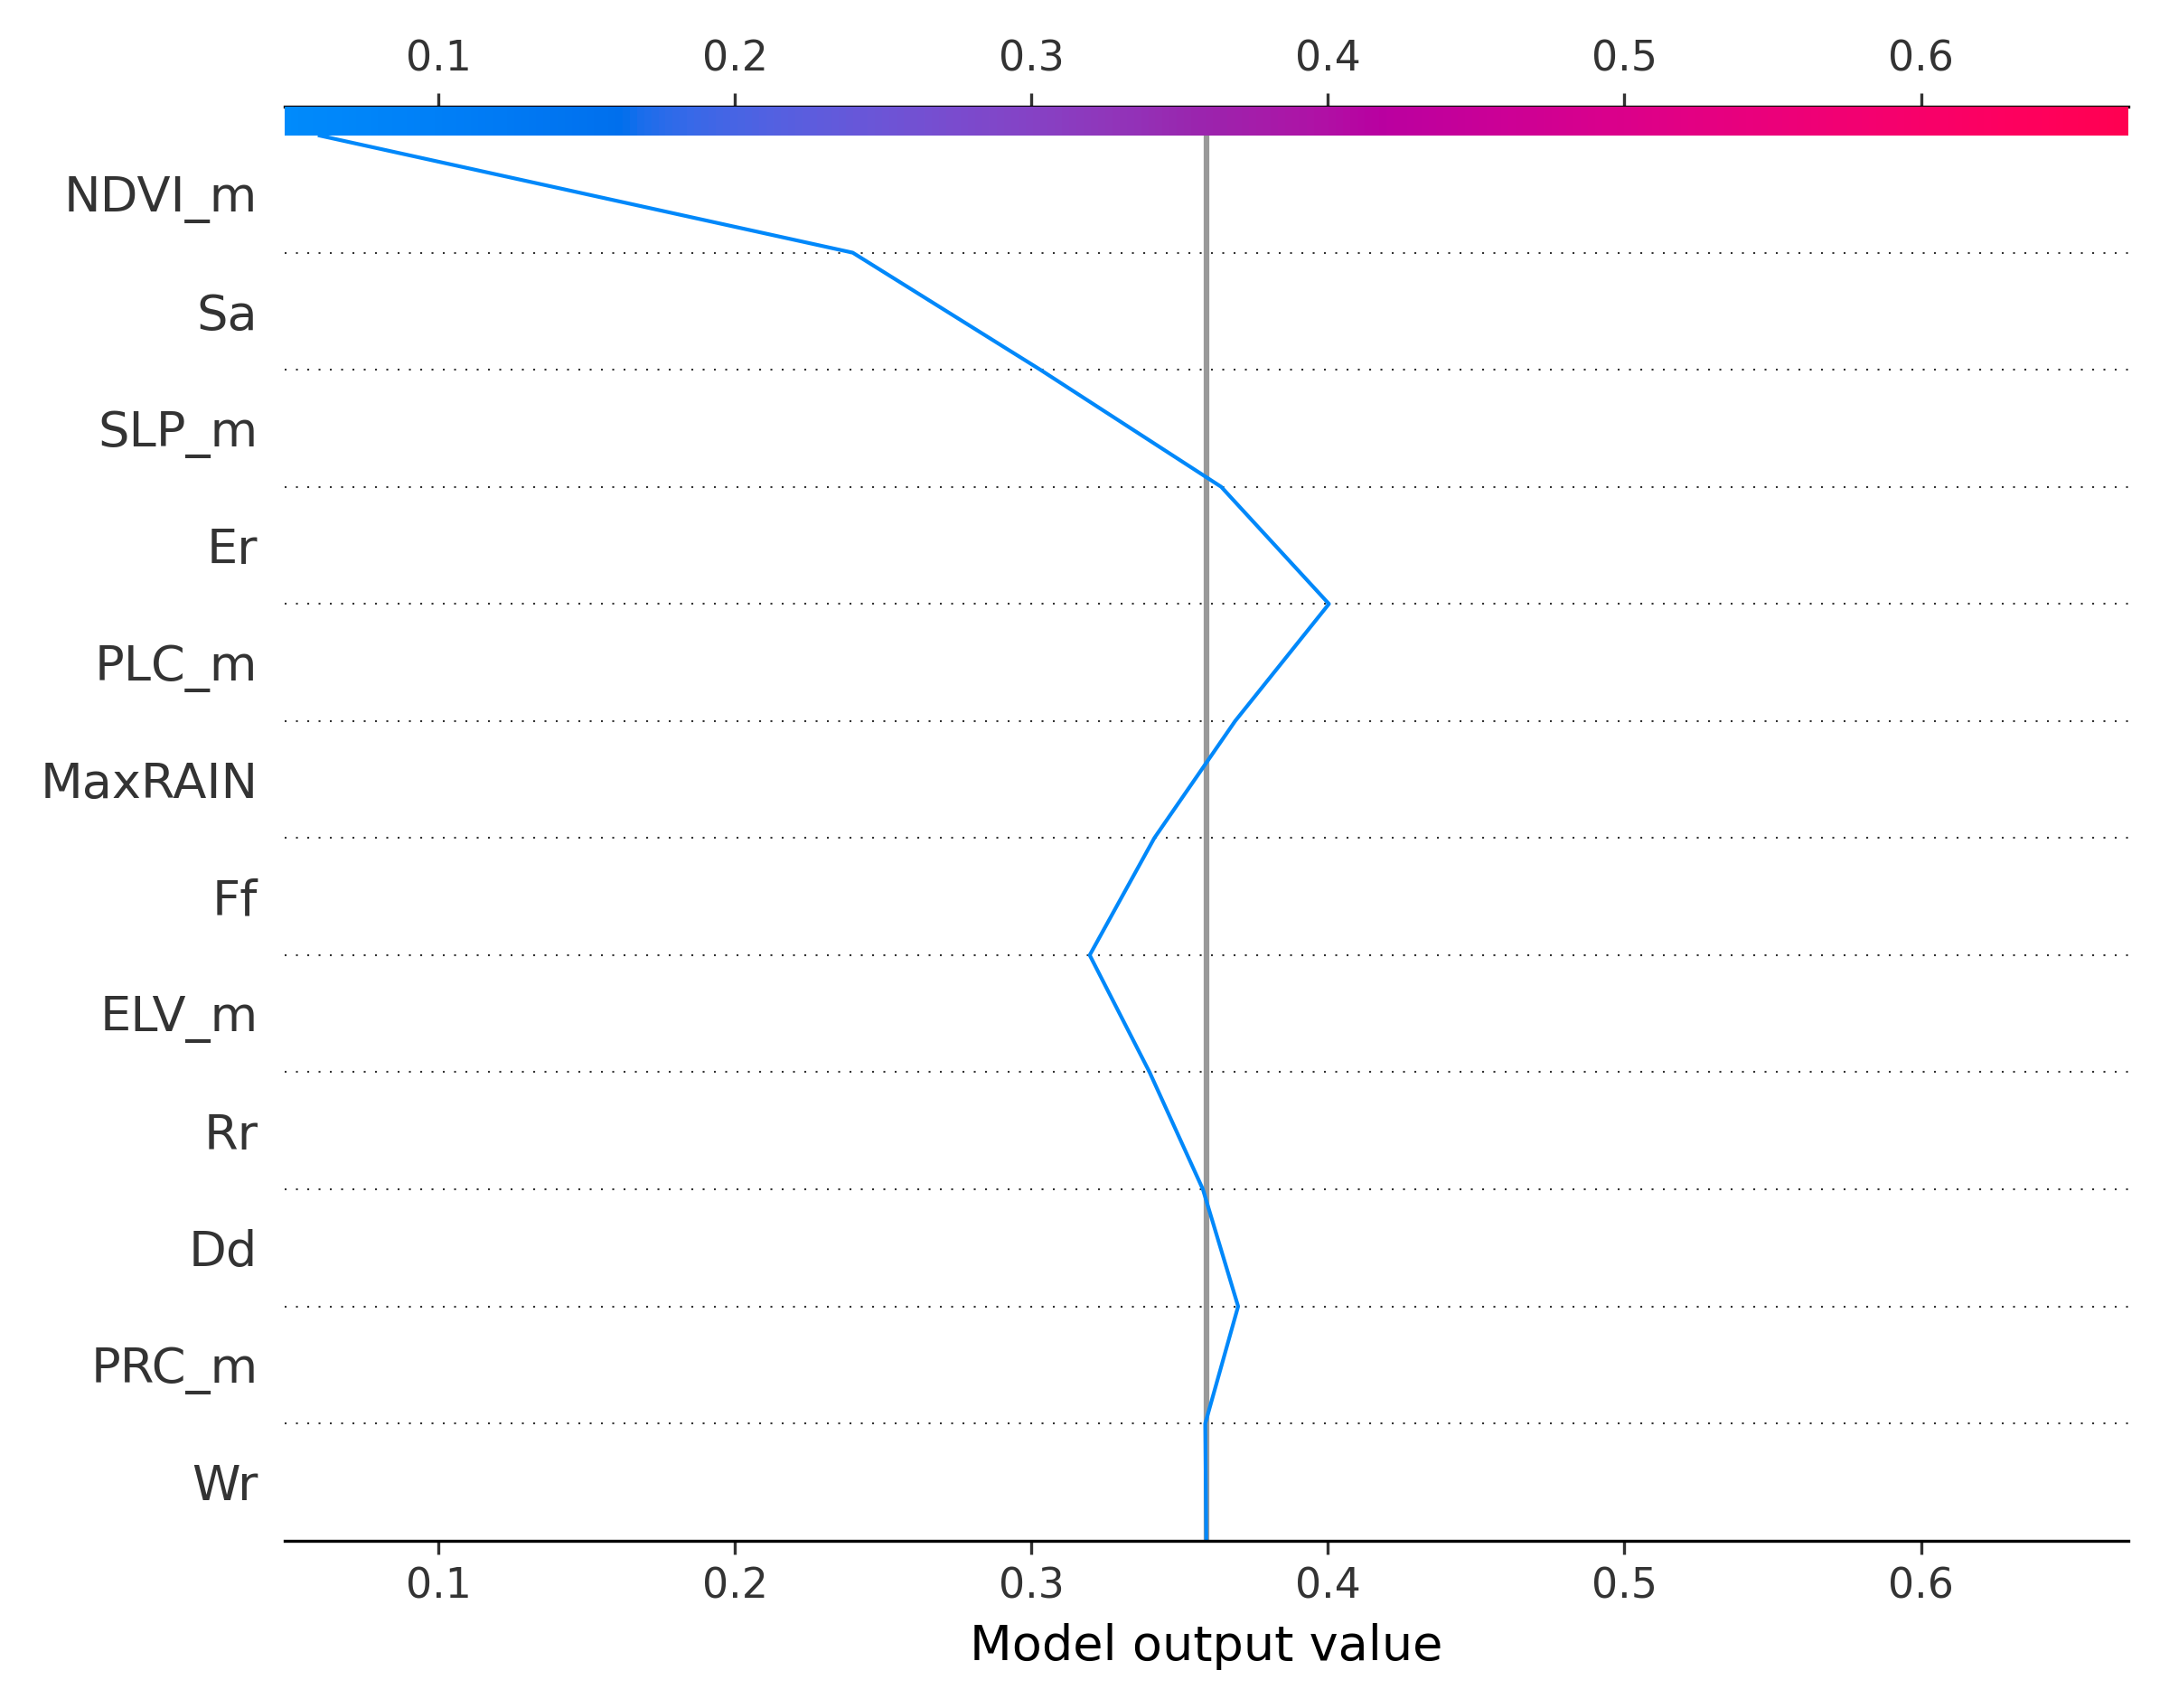 0.1 0.2 0.3 0.4 0.5 0.6
NDVI_m
Sa
SLP_m
Er
PLC_m
MaxRAIN
Ff
ELV_m
Rr
Dd
PRC_m
Wr
0.1 0.2 0.3 0.4 0.5 0.6
Model output value